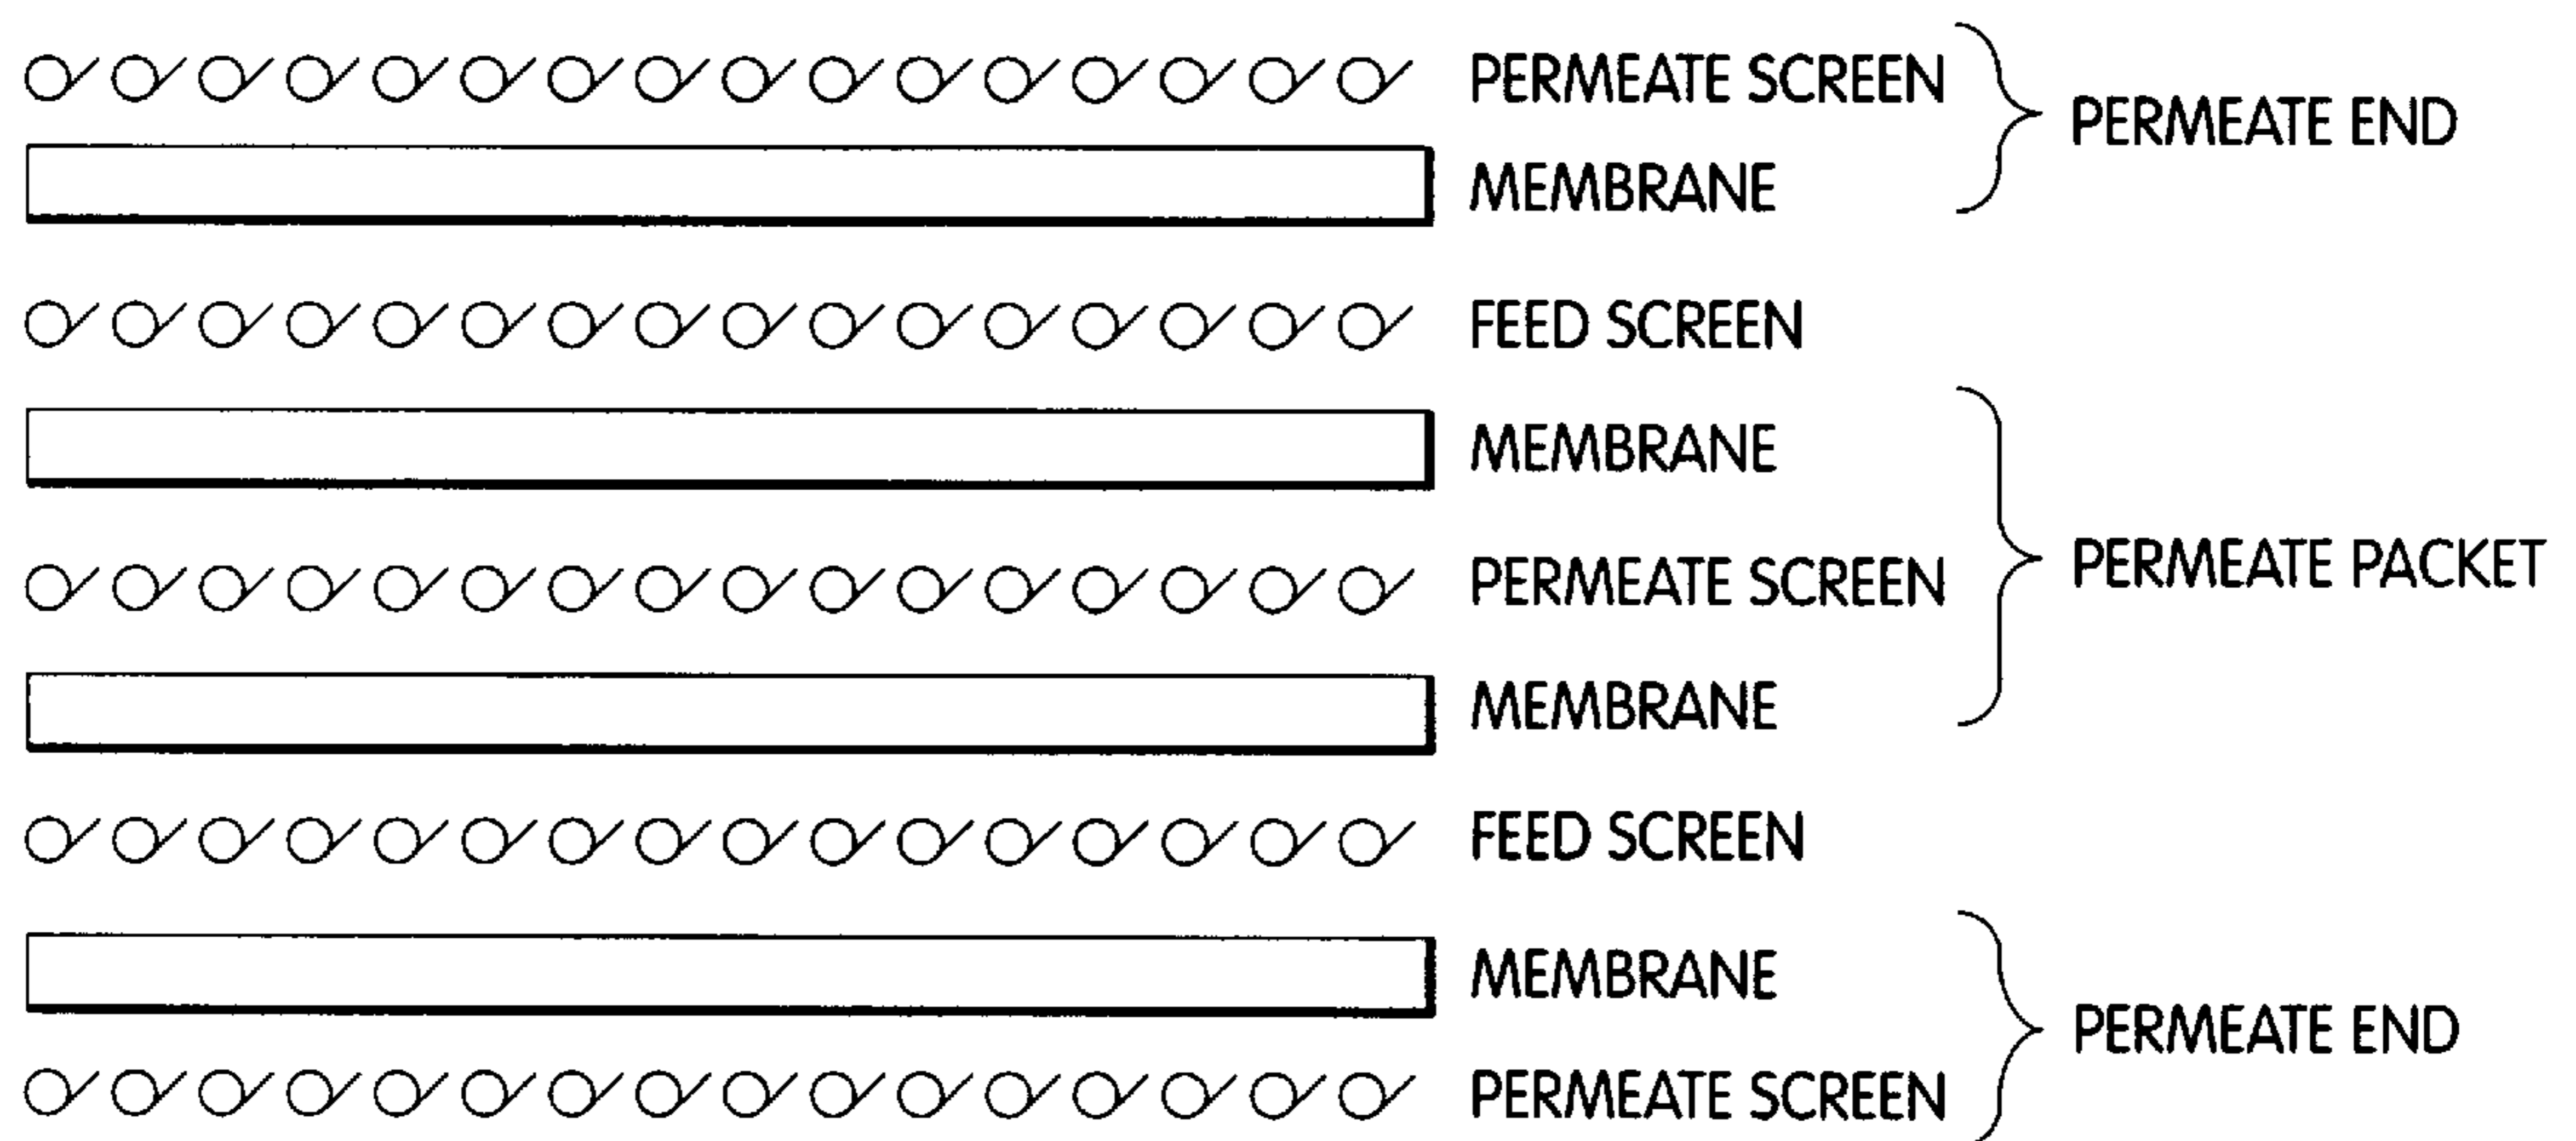 PERMEATE SCREEN
MEMBRANE
PERMEATE END
FEED SCREEN
MEMBRANE
PERMEATE SCREEN
MEMBRANE
PERMEATE PACKET
FEED SCREEN
MEMBRANE
PERMEATE SCREEN
PERMEATE END